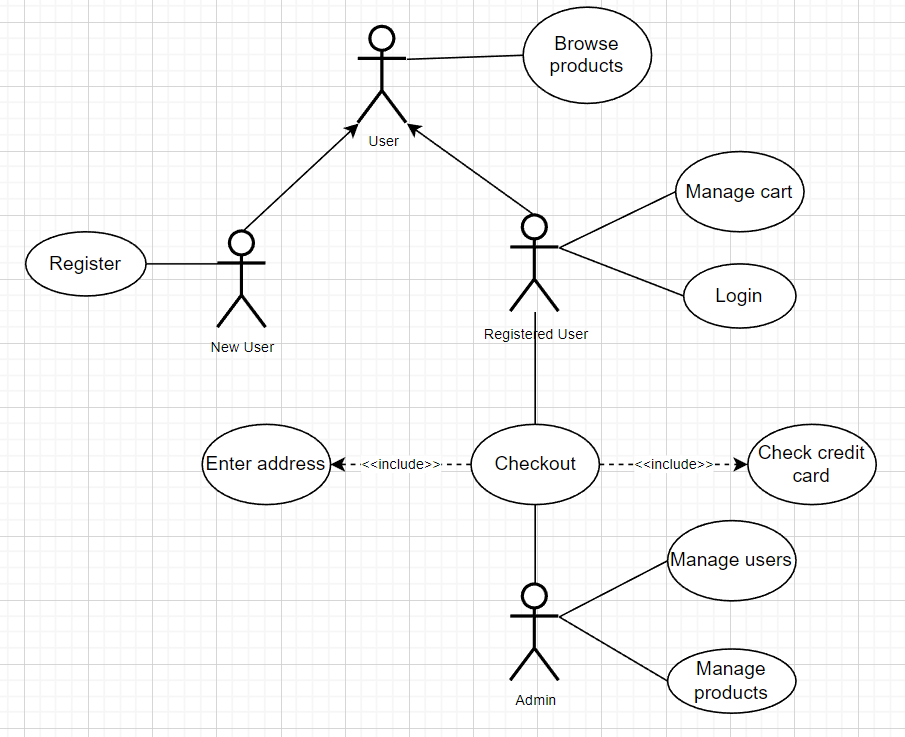 Browse
products
User
Manage cart
Register
Login
Registered User
New User
Enter address
<<include>>
Checkout
<<include>>
Check credit
card
Manage users
Manage
products
Admin